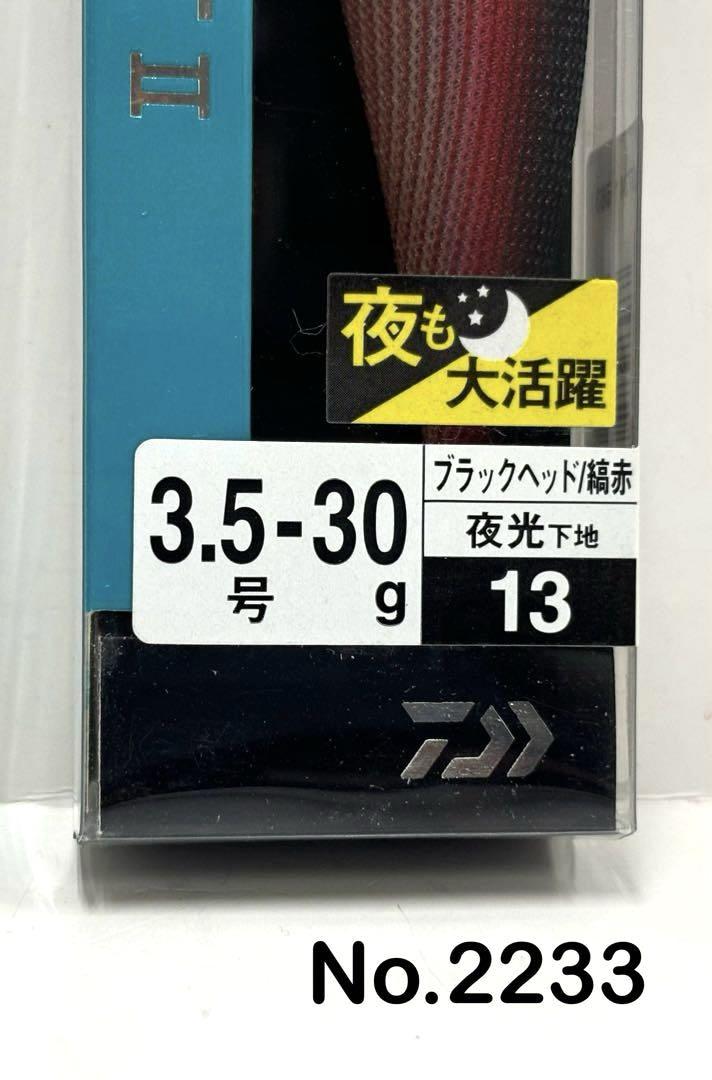 II
夜も
大活躍
3.5-30
号 g
ブラックヘッド/縞赤
夜光下地
13
No.2233